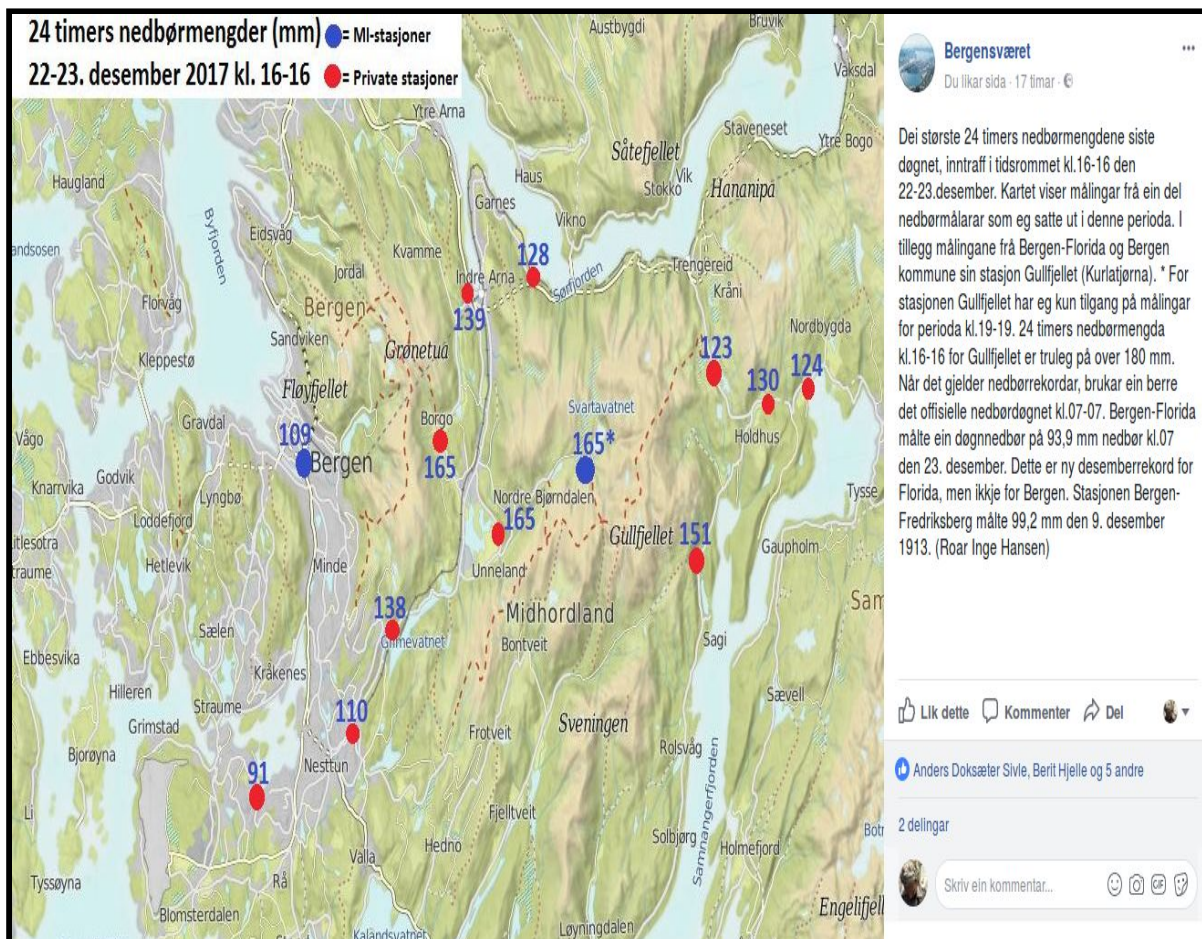 24 timers nedbørmengder (mm) = MI-stasjoner
22-23. desember 2017 kl. 16-16 = Private stasjoner
Austbygdi
Bruvik
Vaksdal
Ytre Arna
Staveneset
Ytre Bogo
Såtefjellet
Haugland
Haus
Vik
Stokko
Hananipa
Garnes
Byfjorden
Vikno
Eidsvåg
Kvamme
andsosen
128
Jordal
Indre Arna
Trengereid
Sørfjorden
Kråni
Bergen
139
Florvåg
Nordbygda
Sandviken
Grønetua
Kleppestø
123
Fløyfjellet
130
124
Svartavatnet
Borgo
Gravdal
Holdhus
Vågo
109
165*
Bergen
165
Godvik
Knarrvika
Lyngbø
Nordre Bjørndalen
Tysse
Loddefjord
165
Gullfjellet
151
itlesotra
Gaupholm
traume
Hetlevik
Minde
Unneland
138
Midhordland
Sam
Sælen
Grimevatnet
Bontveit
Sagi
Ebbesvika
Kråkenes
Hilleren
Straume
Sævell
110
Grimstad
Sveningen
Frotveit
Bjorøyna
Rolsvåg
Nesttun
91
Li
Fjelltveit
Samnangerfjorden
Solbjørg
Hedno
Holmefjord
Botr
Valla
Tyssøyna
Rå
Blomsterdalen
Engelifjell
Løyningdalen
Kalandsvatnet
Bergensværet
Du likar sida · 17 timar ·
Dei største 24 timers nedbørmengdene siste
døgnet, inntraff i tidsrommet kl.16-16 den
22-23.desember. Kartet viser målingar frå ein del
nedbørmålarar som eg satte ut i denne perioda. I
tillegg målingane frå Bergen-Florida og Bergen
kommune sin stasjon Gullfjellet (Kurlatjørna). * For
stasjonen Gullfjellet har eg kun tilgang på målingar
for perioda kl.19-19. 24 timers nedbørmengda
kl.16-16 for Gullfjellet er truleg på over 180 mm.
Når det gjelder nedbørrekordar, brukar ein berre
det offisielle nedbørdøgnet kl.07-07. Bergen-Florida
målte ein døgnnedbør på 93,9 mm nedbør kl.07
den 23. desember. Dette er ny desemberrekord for
Florida, men ikkje for Bergen. Stasjonen Bergen-
Fredriksberg målte 99,2 mm den 9. desember
1913. (Roar Inge Hansen)
Lik dette Kommenter Del
Anders Doksæter Sivle, Berit Hjelle og 5 andre
2 delingar
Skriv ein kommentar...
GIF